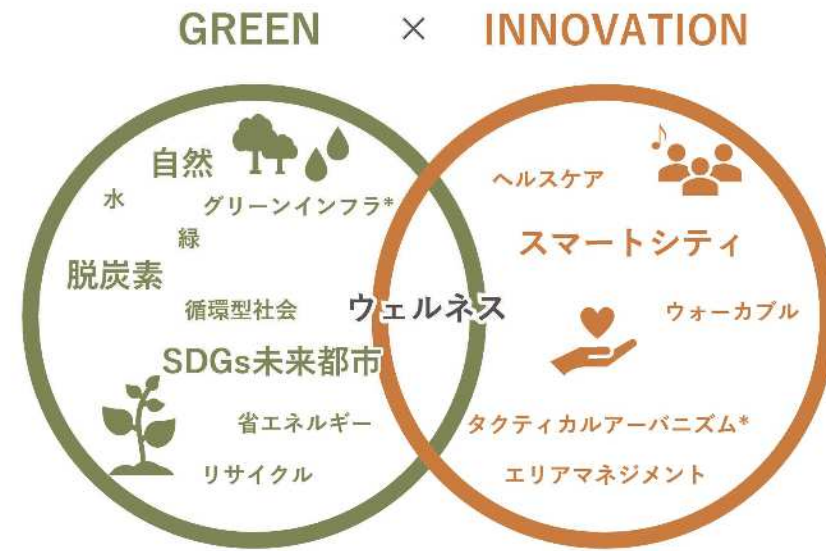 GREEN × INNOVATION
自然
水
グリーンインフラ*
緑
脱炭素
循環型社会
SDGs未来都市
省エネルギー
リサイクル
ウェルネス
ヘルスケア
スマートシティ
ウォーカブル
タクティカルアーバニズム*
エリアマネジメント